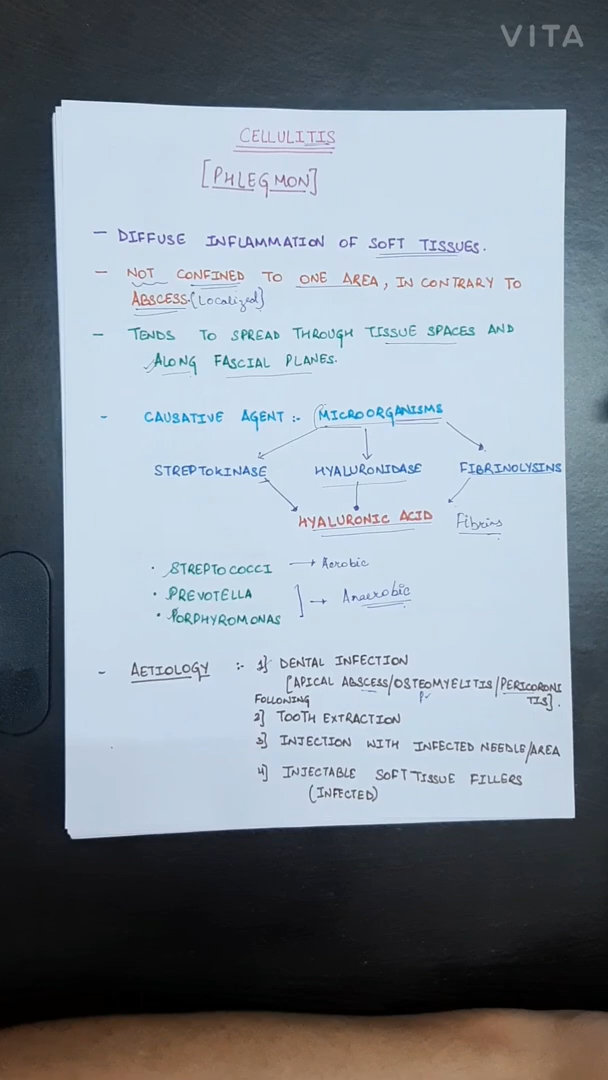 VITA
CELLULITIS
[PHLEGMON]
- DIFFUSE INFLAMMATION OF SOFT TISSUES.
- NOT CONFINED TO ONE AREA, IN CONTRARY TO
ABSCESS. (Localized)
- TENDS TO SPREAD THROUGH TISSUE SPACES AND
ALONG FASCIAL PLANES.
- CAUSATIVE AGENT :- MICROORGANISMS
STREPTOKINASE HYALURONIDASE FIBRINOLYSINS
HYALURONIC ACID Fibrins
• STREPTOCOCCI → Aerobic
• PREVOTELLA
• PORPHYROMONAS ] → Anaerobic
- AETIOLOGY :- 1] DENTAL INFECTION
[APICAL ABSCESS/OSTEOMYELITIS/PERICORONI
TIS].
FOLLOWING
2] TOOTH EXTRACTION
3] INJECTION WITH INFECTED NEEDLE/AREA
4] INJECTABLE SOFT TISSUE FILLERS
(INFECTED)